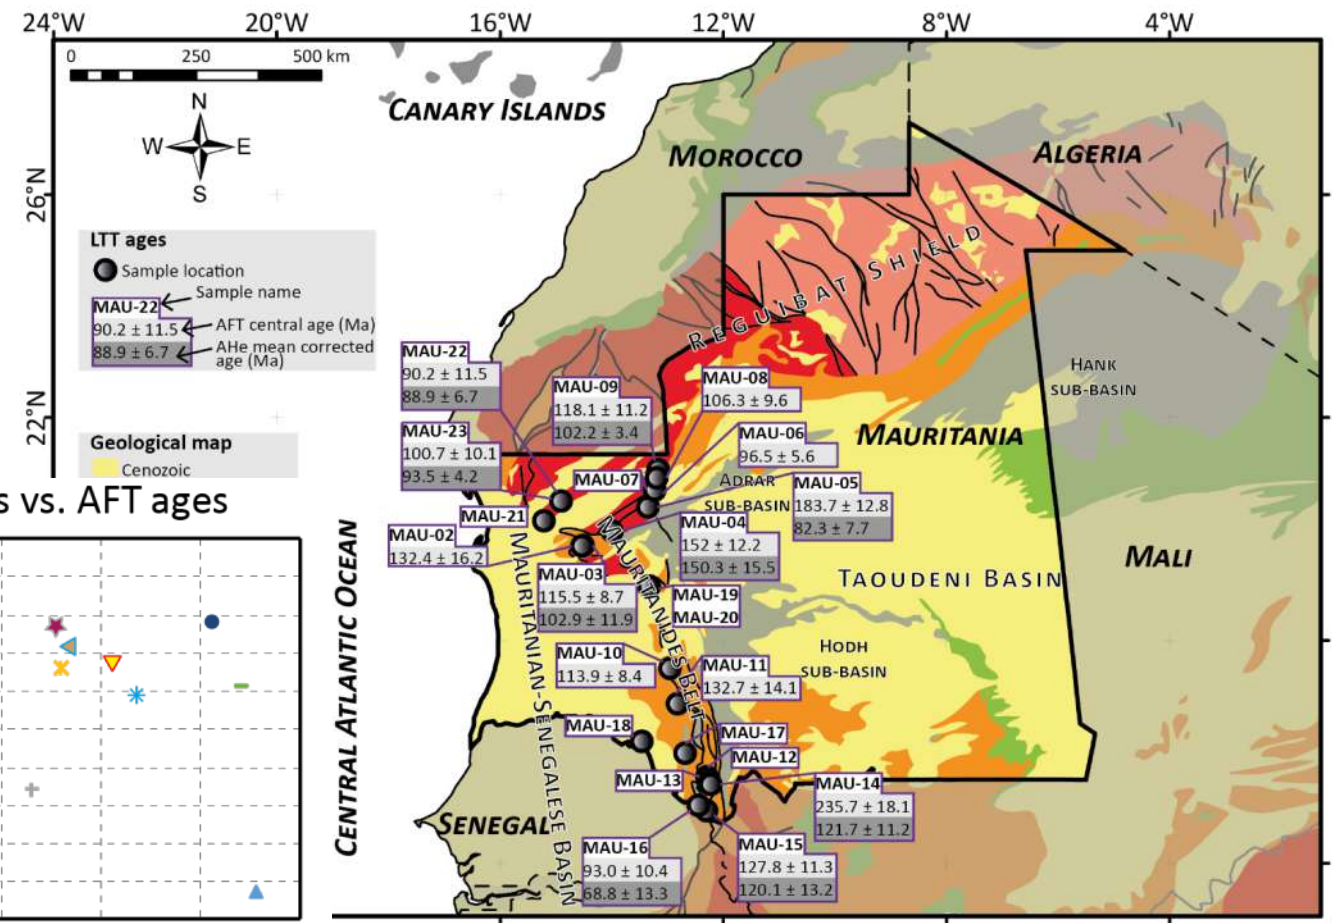 24°W 20°W 16°W 12°W 8°W 4°W
0 250 500 km
N
W E
S
CANARY ISLANDS
MOROCCO
ALGERIA
26°N
22°N
LTT ages
Sample location
Sample name
MAU-22
90.2 ± 11.5
AFT central age (Ma)
88.9 ± 6.7
AHe mean corrected
age (Ma)
Geological map
Cenozoic
s vs. AFT ages
REGUIBAT SHIELD
HANK
SUB-BASIN
MAU-22
90.2 ± 11.5
88.9 ± 6.7
MAU-09
118.1 ± 11.2
102.2 ± 3.4
MAU-08
106.3 ± 9.6
MAU-23
100.7 ± 10.1
93.5 ± 4.2
MAU-06
96.5 ± 5.6
MAURITANIA
MAU-07
ADRAR
SUB-BASIN
MAU-05
183.7 ± 12.8
82.3 ± 7.7
MAU-21
MAU-02
132.4 ± 16.2
MAU-04
152 ± 12.2
150.3 ± 15.5
MAU-03
115.5 ± 8.7
102.9 ± 11.9
MAU-19
MAU-20
TAOUDENI BASIN
MALI
HODH
SUB-BASIN
MAU-10
113.9 ± 8.4
MAU-11
132.7 ± 14.1
MAURITANIDES BELT
MAURITANIAN-SENEGALESE BASIN
CENTRAL ATLANTIC OCEAN
MAU-18
MAU-17
MAU-12
MAU-13
MAU-14
235.7 ± 18.1
121.7 ± 11.2
SENEGAL
MAU-16
93.0 ± 10.4
68.8 ± 13.3
MAU-15
127.8 ± 11.3
120.1 ± 13.2